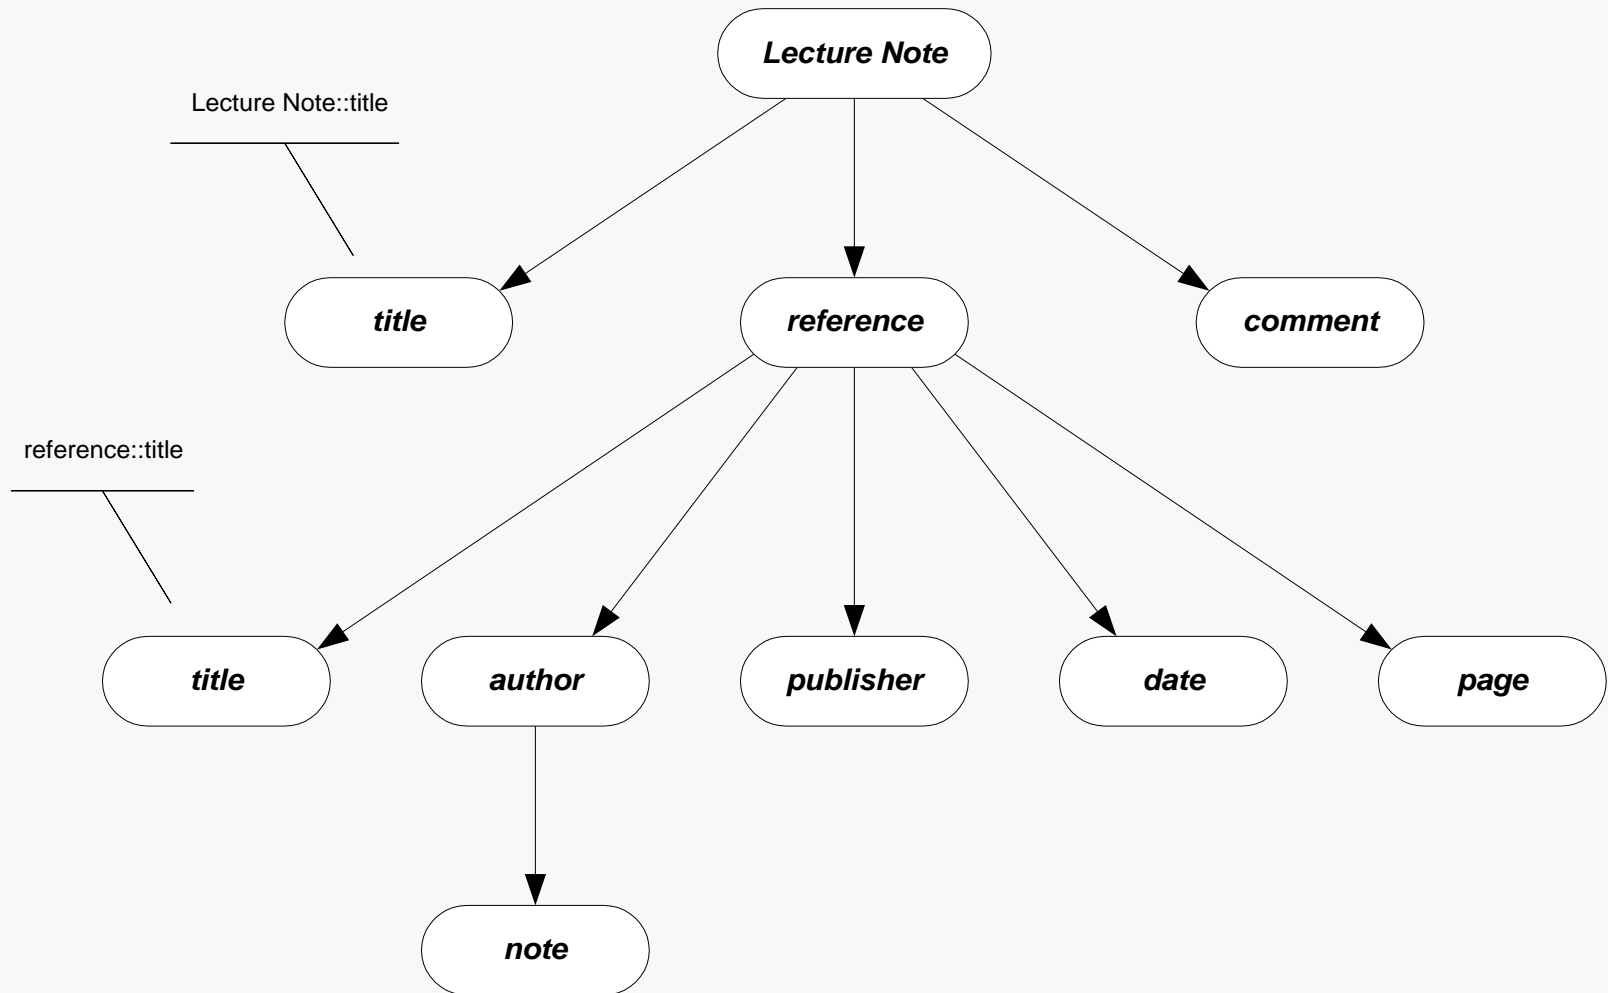 Lecture Note
Lecture Note::title
title
reference
comment
reference::title
title
author
publisher
date
page
note